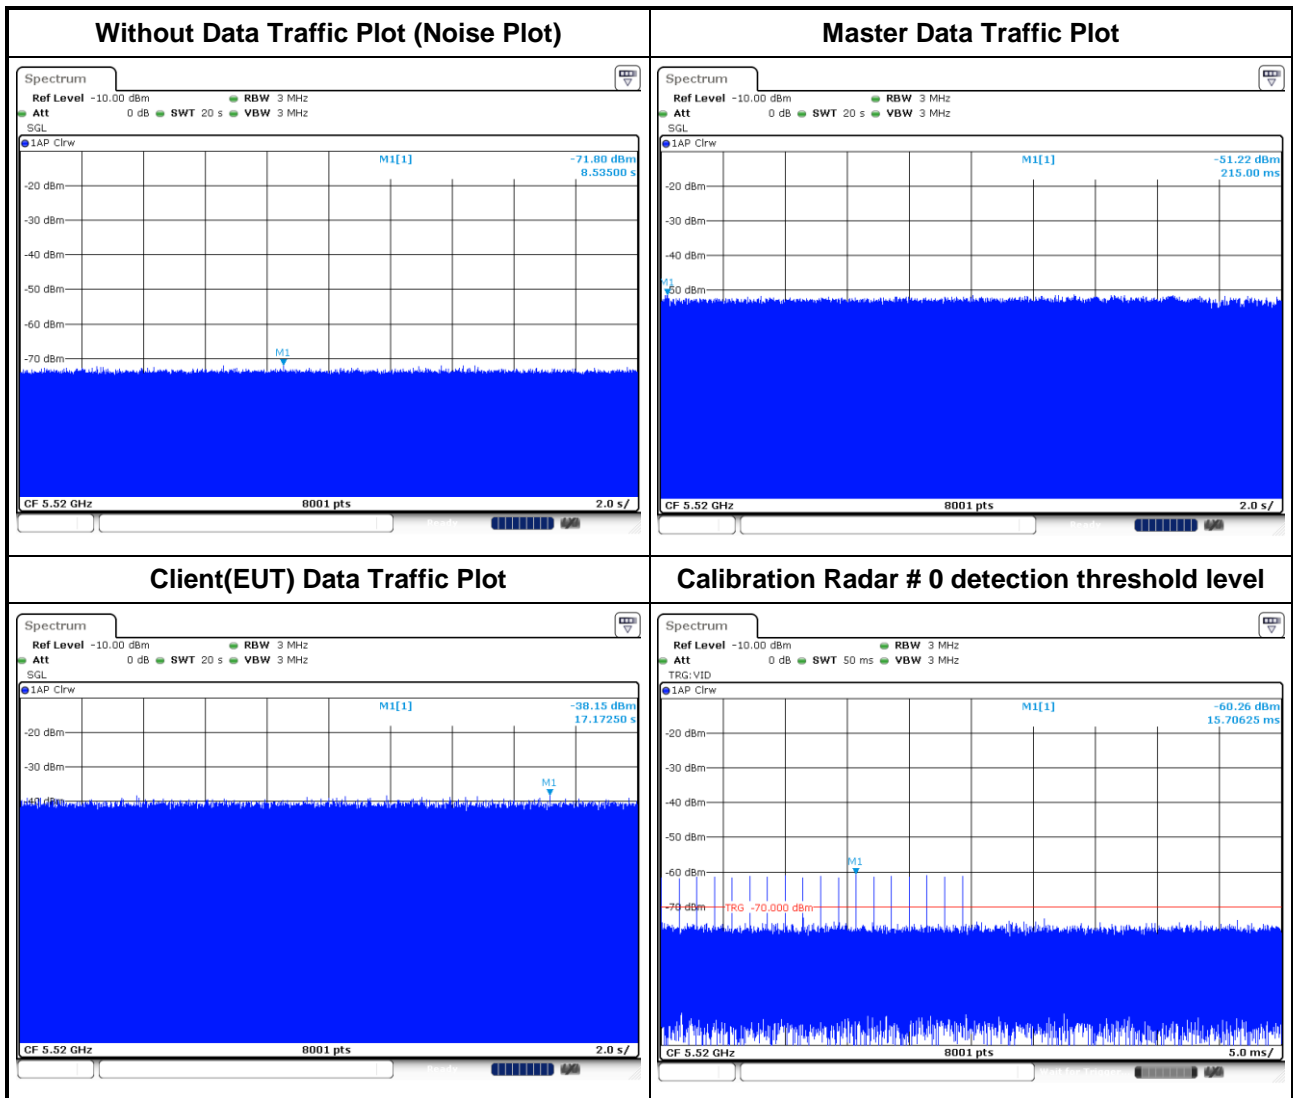 Without Data Traffic Plot (Noise Plot)
Spectrum
Ref Level -10.00 dBm RBW 3 MHz
Att 0 dB SWT 20 s VBW 3 MHz
SGL
1AP Clrw
M1[1] -71.80 dBm
8.53500 s
-20 dBm
-30 dBm
-40 dBm
-50 dBm
-60 dBm
M1
-70 dBm
CF 5.52 GHz 8001 pts 2.0 s/
Master Data Traffic Plot
Spectrum
Ref Level -10.00 dBm RBW 3 MHz
Att 0 dB SWT 20 s VBW 3 MHz
SGL
1AP Clrw
M1[1] -51.22 dBm
215.00 ms
-20 dBm
-30 dBm
-40 dBm
M1
-50 dBm
-60 dBm
-70 dBm
CF 5.52 GHz 8001 pts 2.0 s/
Client(EUT) Data Traffic Plot
Spectrum
Ref Level -10.00 dBm RBW 3 MHz
Att 0 dB SWT 20 s VBW 3 MHz
SGL
1AP Clrw
M1[1] -38.15 dBm
17.17250 s
-20 dBm
-30 dBm
M1
-40 dBm
CF 5.52 GHz 8001 pts 2.0 s/
Calibration Radar # 0 detection threshold level
Spectrum
Ref Level -10.00 dBm RBW 3 MHz
Att 0 dB SWT 50 ms VBW 3 MHz
TRG:VID
1AP Clrw
M1[1] -60.26 dBm
15.70625 ms
-20 dBm
-30 dBm
-40 dBm
-50 dBm
M1
-60 dBm
-70 dBm TRG -70.000 dBm
CF 5.52 GHz 8001 pts 5.0 ms/